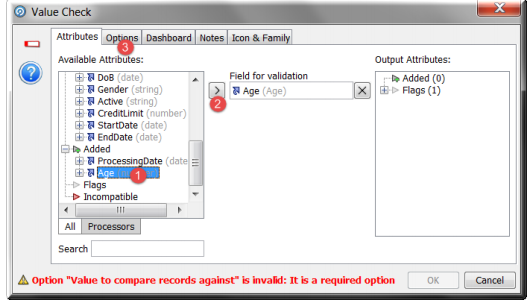 Value Check
Attributes Options Dashboard Notes Icon & Family
3
Available Attributes:
DoB (date)
Gender (string)
Active (string)
CreditLimit (number)
StartDate (date)
EndDate (date)
Added
ProcessingDate (date
Age
1
Flags
Incompatible
All Processors
Search
Field for validation
> Age (Age) X
2
Output Attributes:
Added (0)
Flags (1)
Option "Value to compare records against" is invalid: It is a required option
OK Cancel